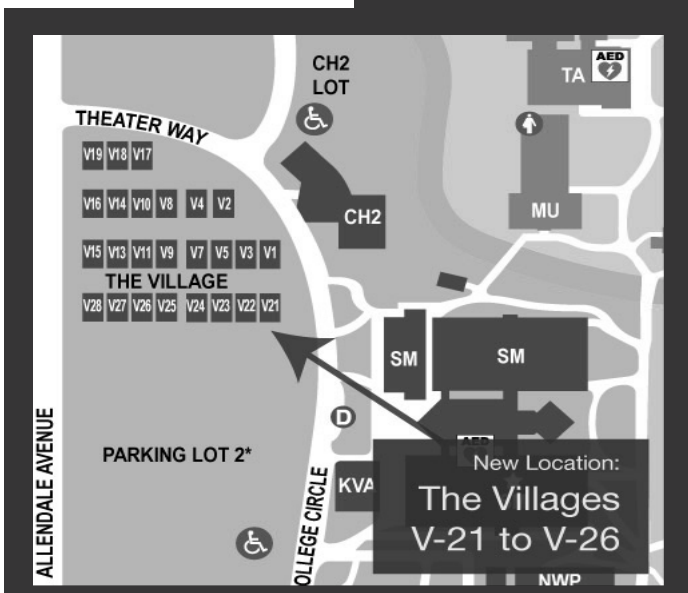 CH2
LOT
AED
TA
THEATER WAY
V19 V18 V17
V16 V14 V10 V8 V4 V2
CH2
MU
V15 V13 V11 V9 V7 V5 V3 V1
THE VILLAGE
V28 V27 V26 V25 V24 V23 V22 V21
SM
SM
D
ALLENDALE AVENUE
PARKING LOT 2*
AED
KVA
OLLEGE CIRCLE
New Location:
The Villages
V-21 to V-26
NWP